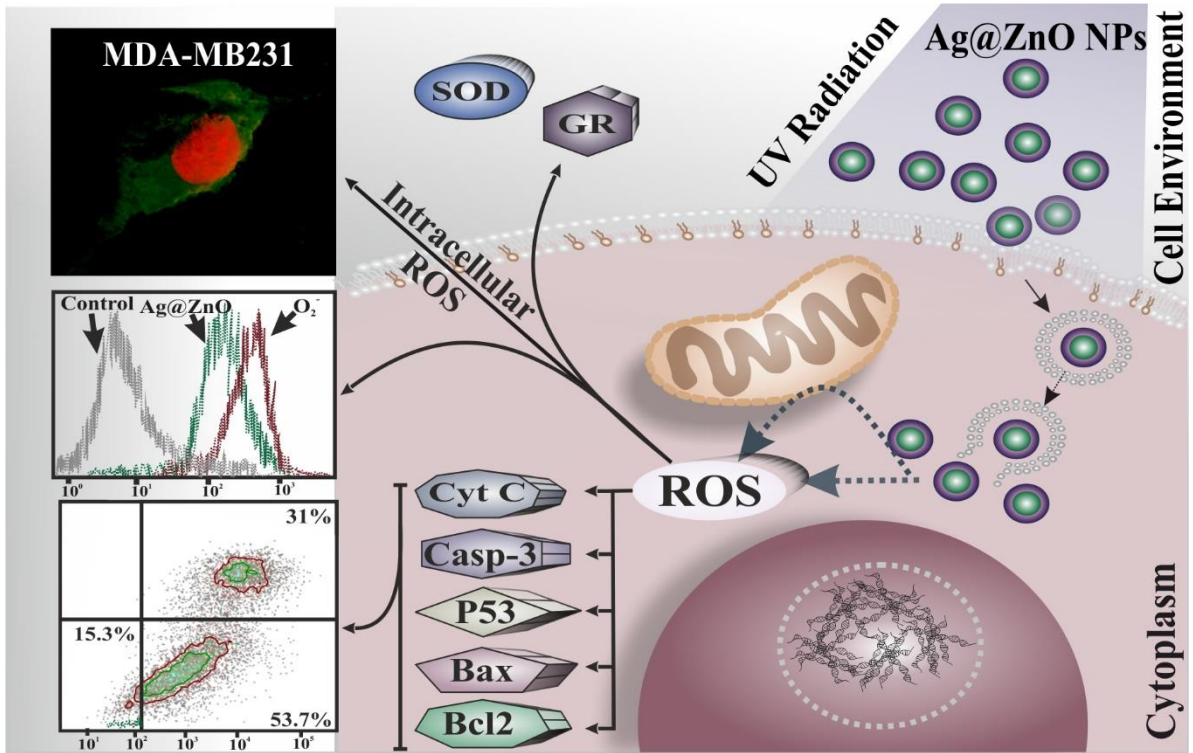 MDA-MB231
SOD
GR
UV Radiation
Ag@ZnO NPs
Cell Environment
Intracellular
ROS
Control
Ag@ZnO
O₂⁻
10⁰
10¹
10²
10³
ROS
Cyt C
Casp-3
P53
Bax
Bcl2
31%
15.3%
53.7%
10¹
10²
10³
10⁴
10⁵
Cytoplasm